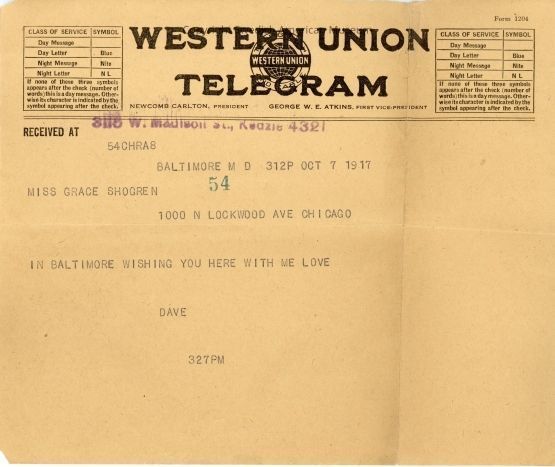 Form 1204
CLASS OF SERVICE SYMBOL
Day Message
Day Letter Blue
Night Message Nite
Night Letter N L
If none of these three symbols
appears after the check (number of
words) this is a day message. Other-
wise its character is indicated by the
symbol appearing after the check.
WESTERN UNION
WESTERN UNION
TELEGRAM
NEWCOMB CARLTON, PRESIDENT GEORGE W. E. ATKINS, FIRST VICE-PRESIDENT
CLASS OF SERVICE SYMBOL
Day Message
Day Letter Blue
Night Message Nite
Night Letter N L
If none of these three symbols
appears after the check (number of
words) this is a day message. Other-
wise its character is indicated by the
symbol appearing after the check.
RECEIVED AT 3115 W. Madison St., Kedzie 4321
54CHRA8
BALTIMORE M D 312P OCT 7 1917
MISS GRACE SHOGREN 54
1000 N LOCKWOOD AVE CHICAGO
IN BALTIMORE WISHING YOU HERE WITH ME LOVE
DAVE
327PM